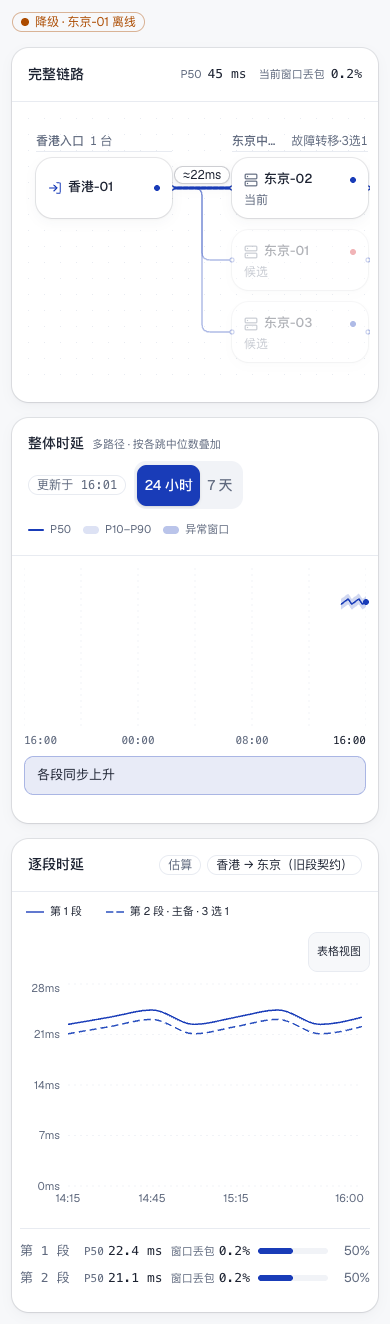 降级 · 东京-01 离线
完整链路 P50 45 ms 当前窗口丢包 0.2%
香港入口 1 台 东京中… 故障转移·3选1
香港-01 ≈22ms 东京-02
当前
东京-01
候选
东京-03
候选
整体时延 多路径 · 按各跳中位数叠加
更新于 16:01 24 小时 7 天
P50 P10–P90 异常窗口
16:00 00:00 08:00 16:00
各段同步上升
逐段时延 估算 香港 → 东京（旧段契约）
第 1 段 第 2 段 · 主备 · 3 选 1
表格视图
28ms
21ms
14ms
7ms
0ms
14:15 14:45 15:15 16:00
第 1 段 P50 22.4 ms 窗口丢包 0.2% 50%
第 2 段 P50 21.1 ms 窗口丢包 0.2% 50%